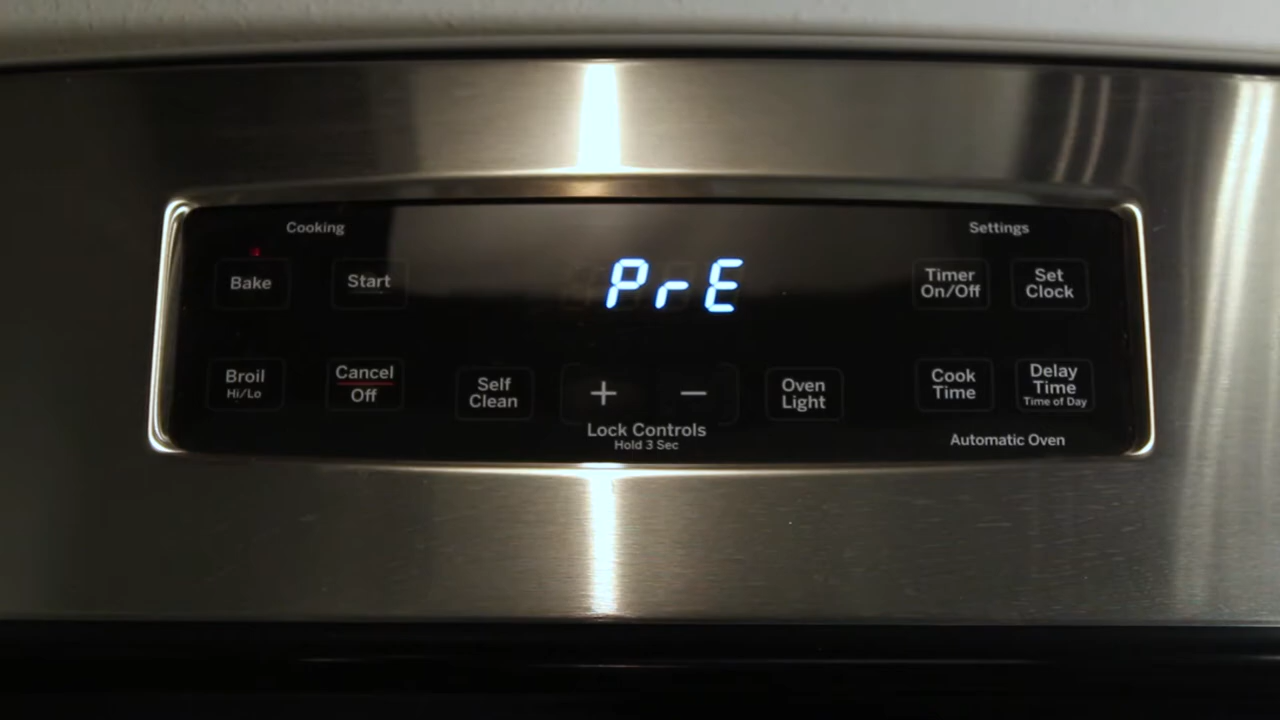 Cooking
Settings
Bake
Start
PrE
Timer
On/Off
Set
Clock
Broil
Hi/Lo
Cancel
Off
Self
Clean
+
−
Lock Controls
Hold 3 Sec
Oven
Light
Cook
Time
Delay
Time
Time of Day
Automatic Oven